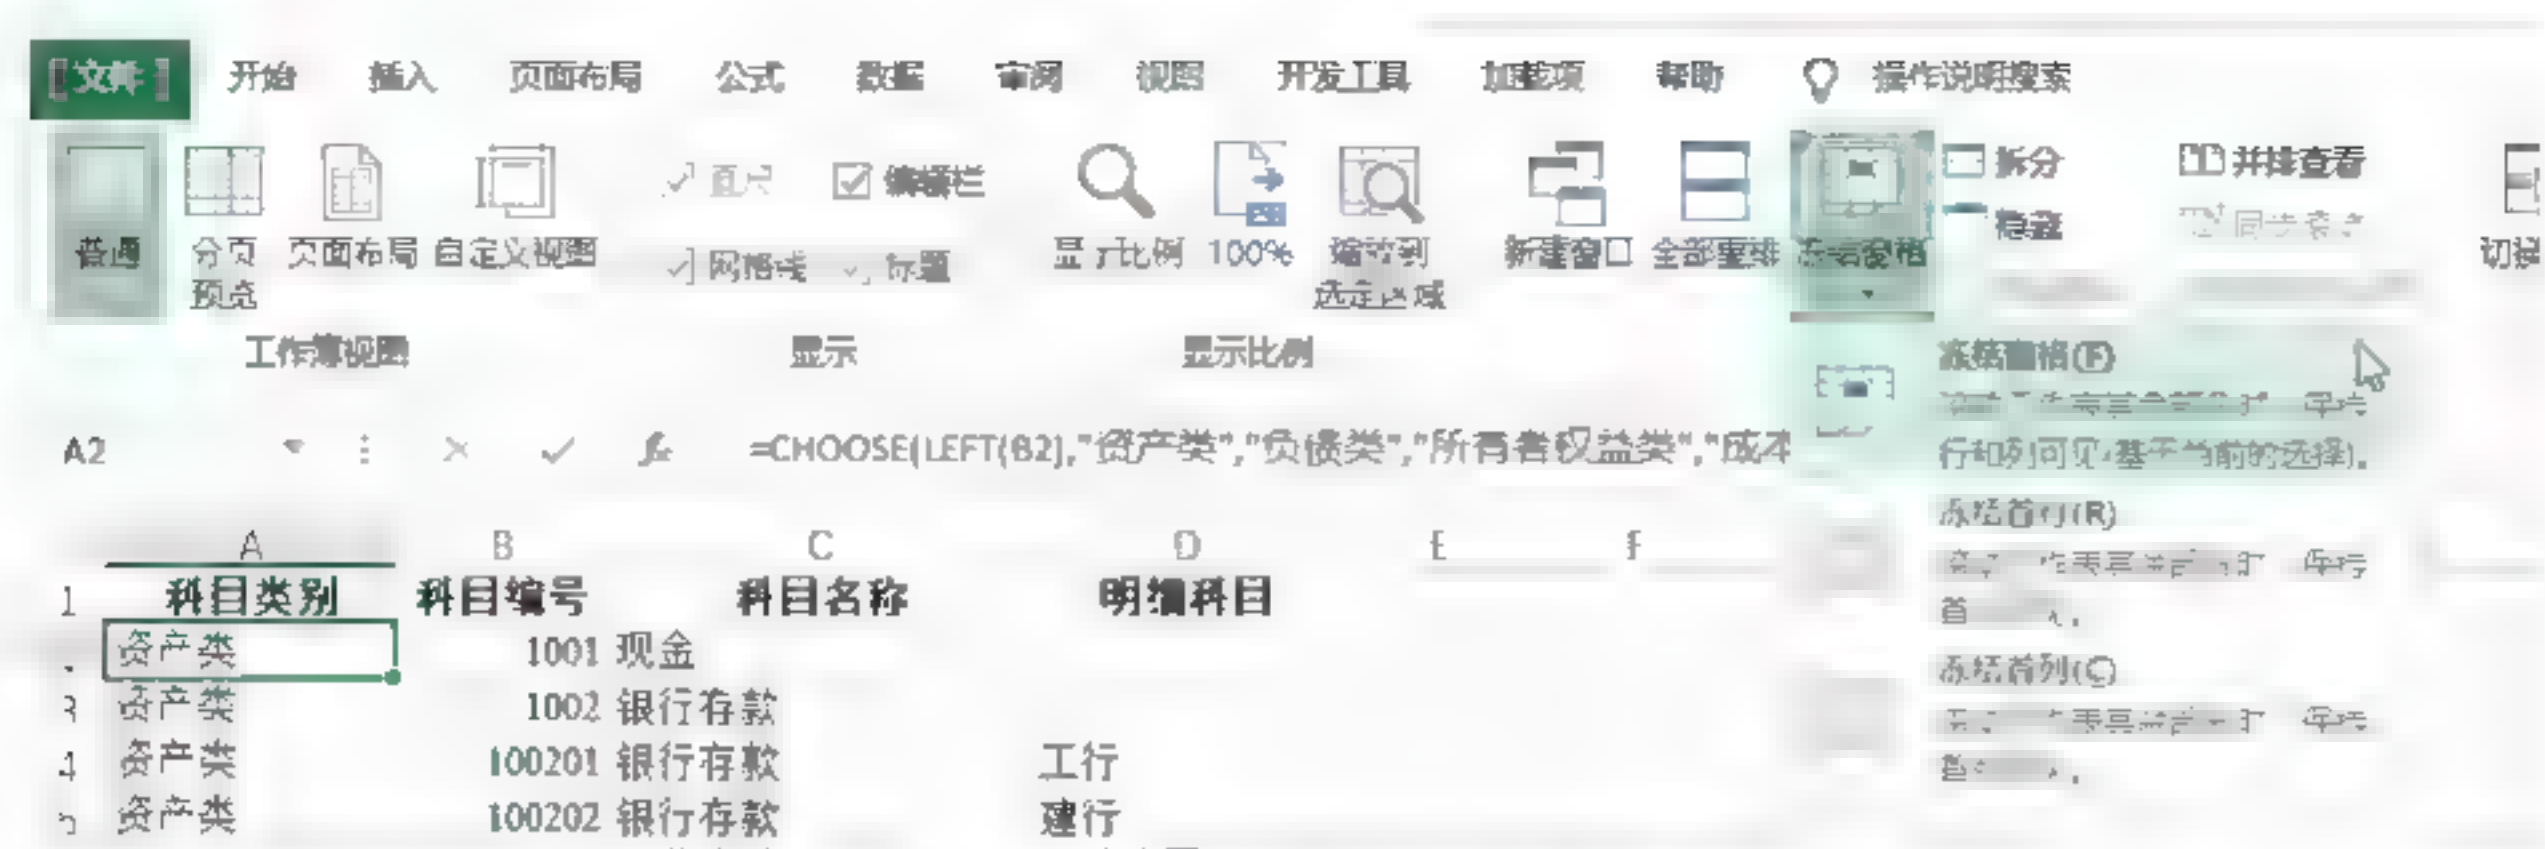 文件 开始 插入 页面布局 公式 数据 审阅 视图 开发工具 加载项 帮助 操作说明搜索
直尺 编辑栏 拆分 并排查看
隐藏
普通 分页 页面布局 自定义视图 网格线 标题 显示比例 100% 缩放到 新建窗口 全部重排 冻结窗格 切换
预览 选定区域
工作簿视图 显示 显示比例
冻结窗格(F)
A2 =CHOOSE(LEFT(B2),"资产类","负债类","所有者权益类","成本
行和列可见(基于当前的选择)。
冻结首行(R)
A B C D E F
1 科目类别 科目编号 科目名称 明细科目
资产类 1001 现金
冻结首列(C)
3 资产类 1002 银行存款
4 资产类 100201 银行存款 工行
5 资产类 100202 银行存款 建行